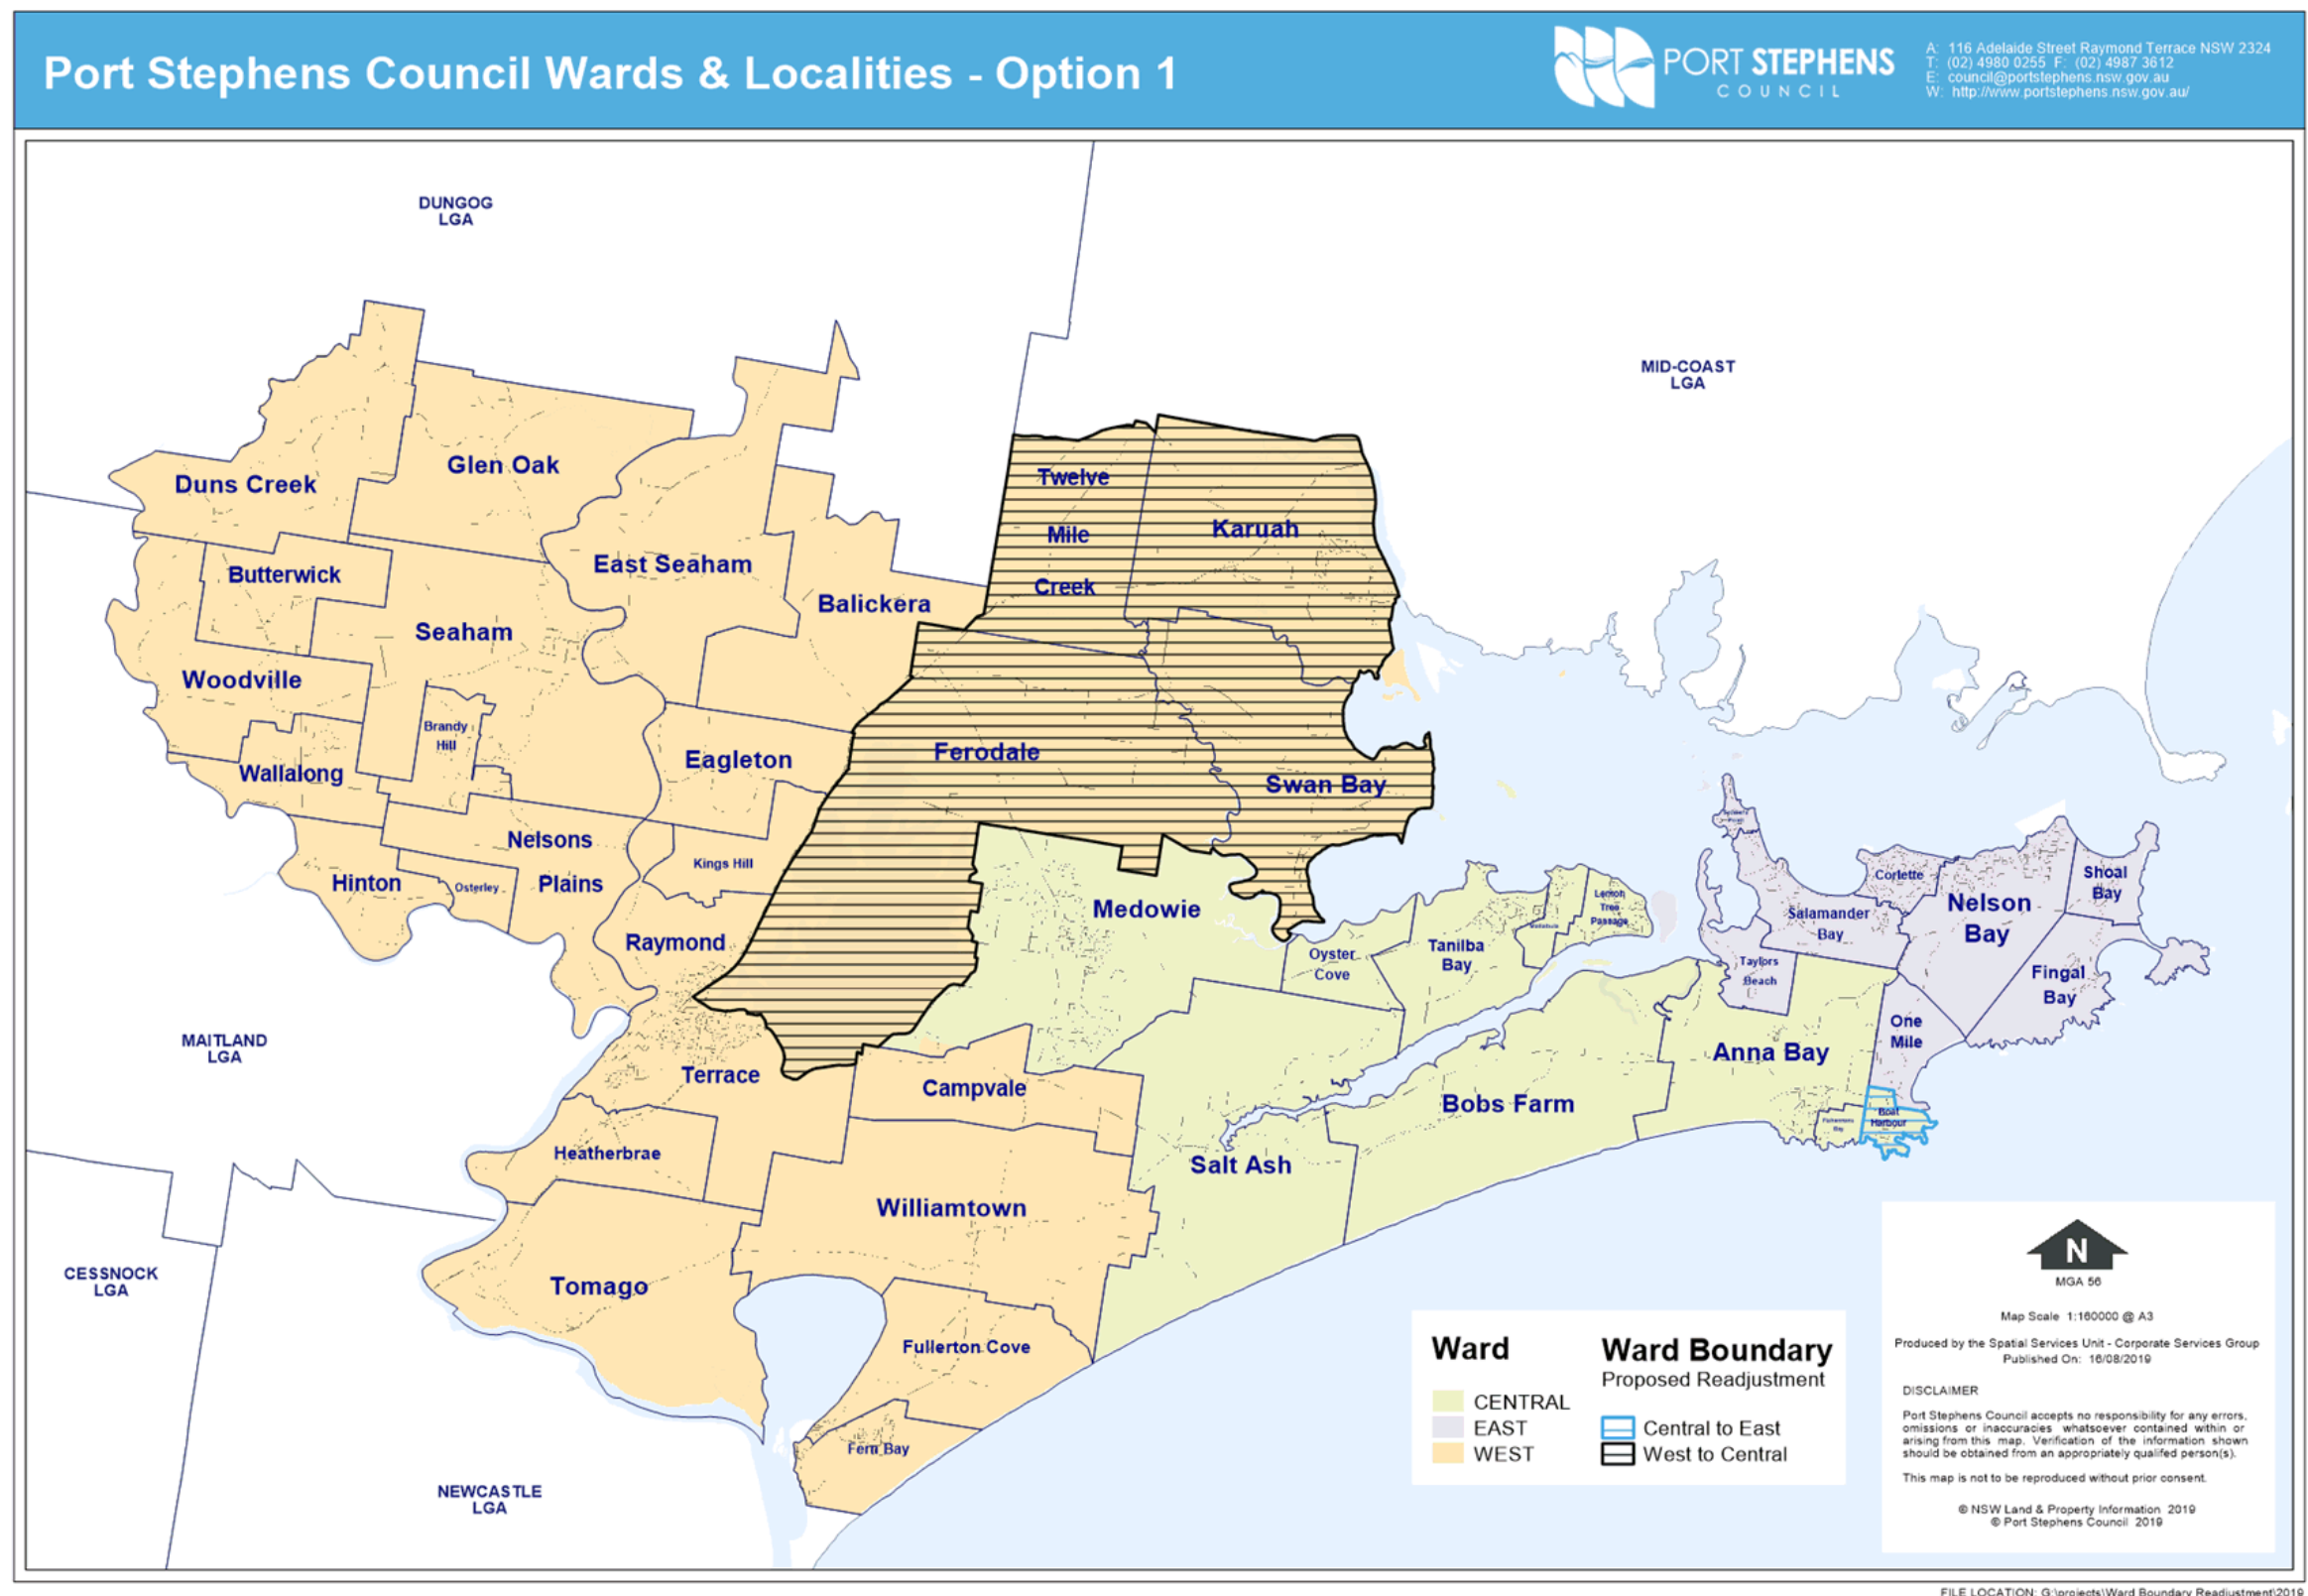 Port Stephens Council Wards & Localities - Option 1
PORT STEPHENS
COUNCIL
A: 116 Adelaide Street Raymond Terrace NSW 2324
T: (02) 4980 0255 F: (02) 4987 3612
E: council@portstephens.nsw.gov.au
W: http://www.portstephens.nsw.gov.au/
DUNGOG
LGA
MID-COAST
LGA
Duns Creek
Glen Oak
Twelve
Mile
Creek
Karuah
Butterwick
East Seaham
Balickera
Seaham
Woodville
Brandy
Hill
Wallalong
Eagleton
Ferodale
Swan Bay
Nelsons
Plains
Kings Hill
Hinton
Osterley
Raymond
Terrace
Medowie
Oyster
Cove
Tanilba
Bay
Lemon
Tree
Passage
Corlette
Shoal
Bay
Nelson
Bay
Salamander
Bay
Taylors
Beach
Fingal
Bay
One
Mile
Anna Bay
Boat
Harbour
Fishermans
Bay
Bobs Farm
Salt Ash
MAITLAND
LGA
Campvale
Heatherbrae
Williamtown
Tomago
Fullerton Cove
Fern Bay
CESSNOCK
LGA
NEWCASTLE
LGA
Ward
CENTRAL
EAST
WEST
Ward Boundary
Proposed Readjustment
Central to East
West to Central
N
MGA 56
Map Scale 1:160000 @ A3
Produced by the Spatial Services Unit - Corporate Services Group
Published On: 16/08/2019
DISCLAIMER
Port Stephens Council accepts no responsibility for any errors,
omissions or inaccuracies whatsoever contained within or
arising from this map. Verification of the information shown
should be obtained from an appropriately qualifed person(s).
This map is not to be reproduced without prior consent.
© NSW Land & Property Information 2019
© Port Stephens Council 2019
FILE LOCATION: G:\projects\Ward Boundary Readjustment\2019